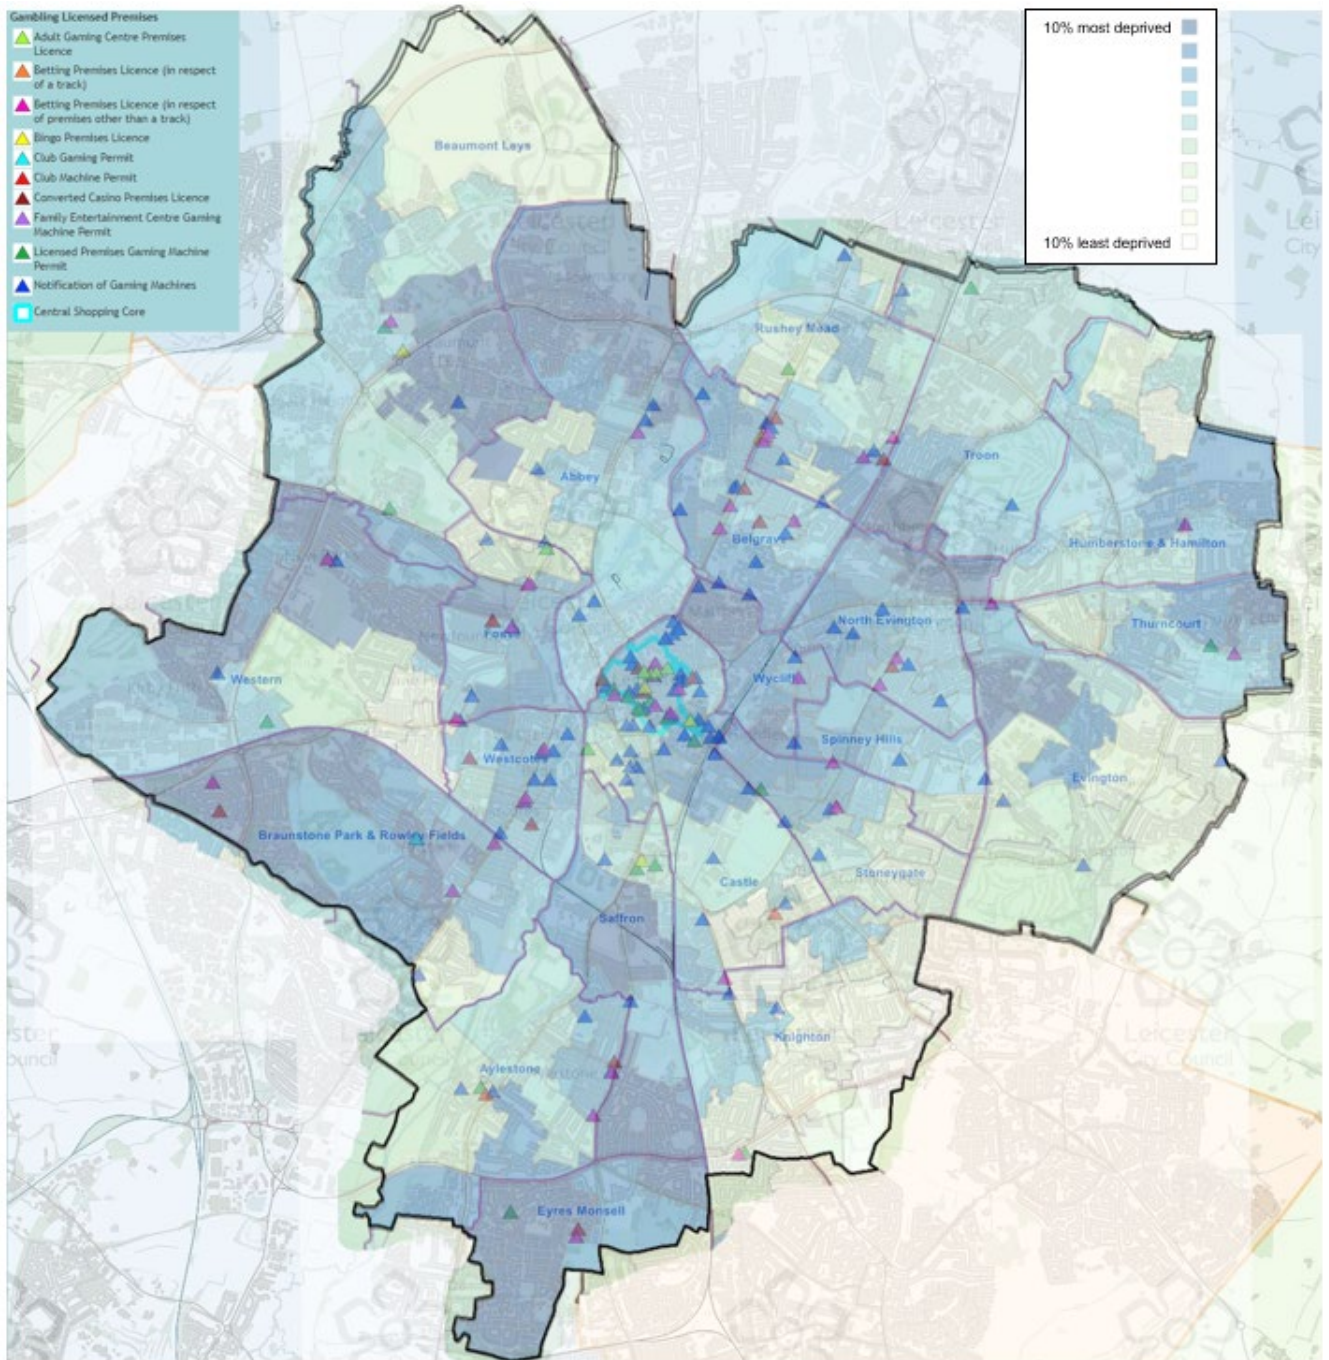 Gambling Licensed Premises
Adult Gaming Centre Premises
Licence
Betting Premises Licence (in respect
of a track)
Betting Premises Licence (in respect
of premises other than a track)
Bingo Premises Licence
Club Gaming Permit
Club Machine Permit
Converted Casino Premises Licence
Family Entertainment Centre Gaming
Machine Permit
Licensed Premises Gaming Machine
Permit
Notification of Gaming Machines
Central Shopping Core
10% most deprived
10% least deprived
Beaumont Leys
Rushey Mead
Troon
Abbey
Belgrave
Humberstone & Hamilton
North Evington
Thurncourt
Fosse
Western
Wycliffe
Spinney Hills
Westcotes
Evington
Braunstone Park & Rowley Fields
Stoneygate
Castle
Saffron
Knighton
Aylestone
Eyres Monsell
Leicester
City Council